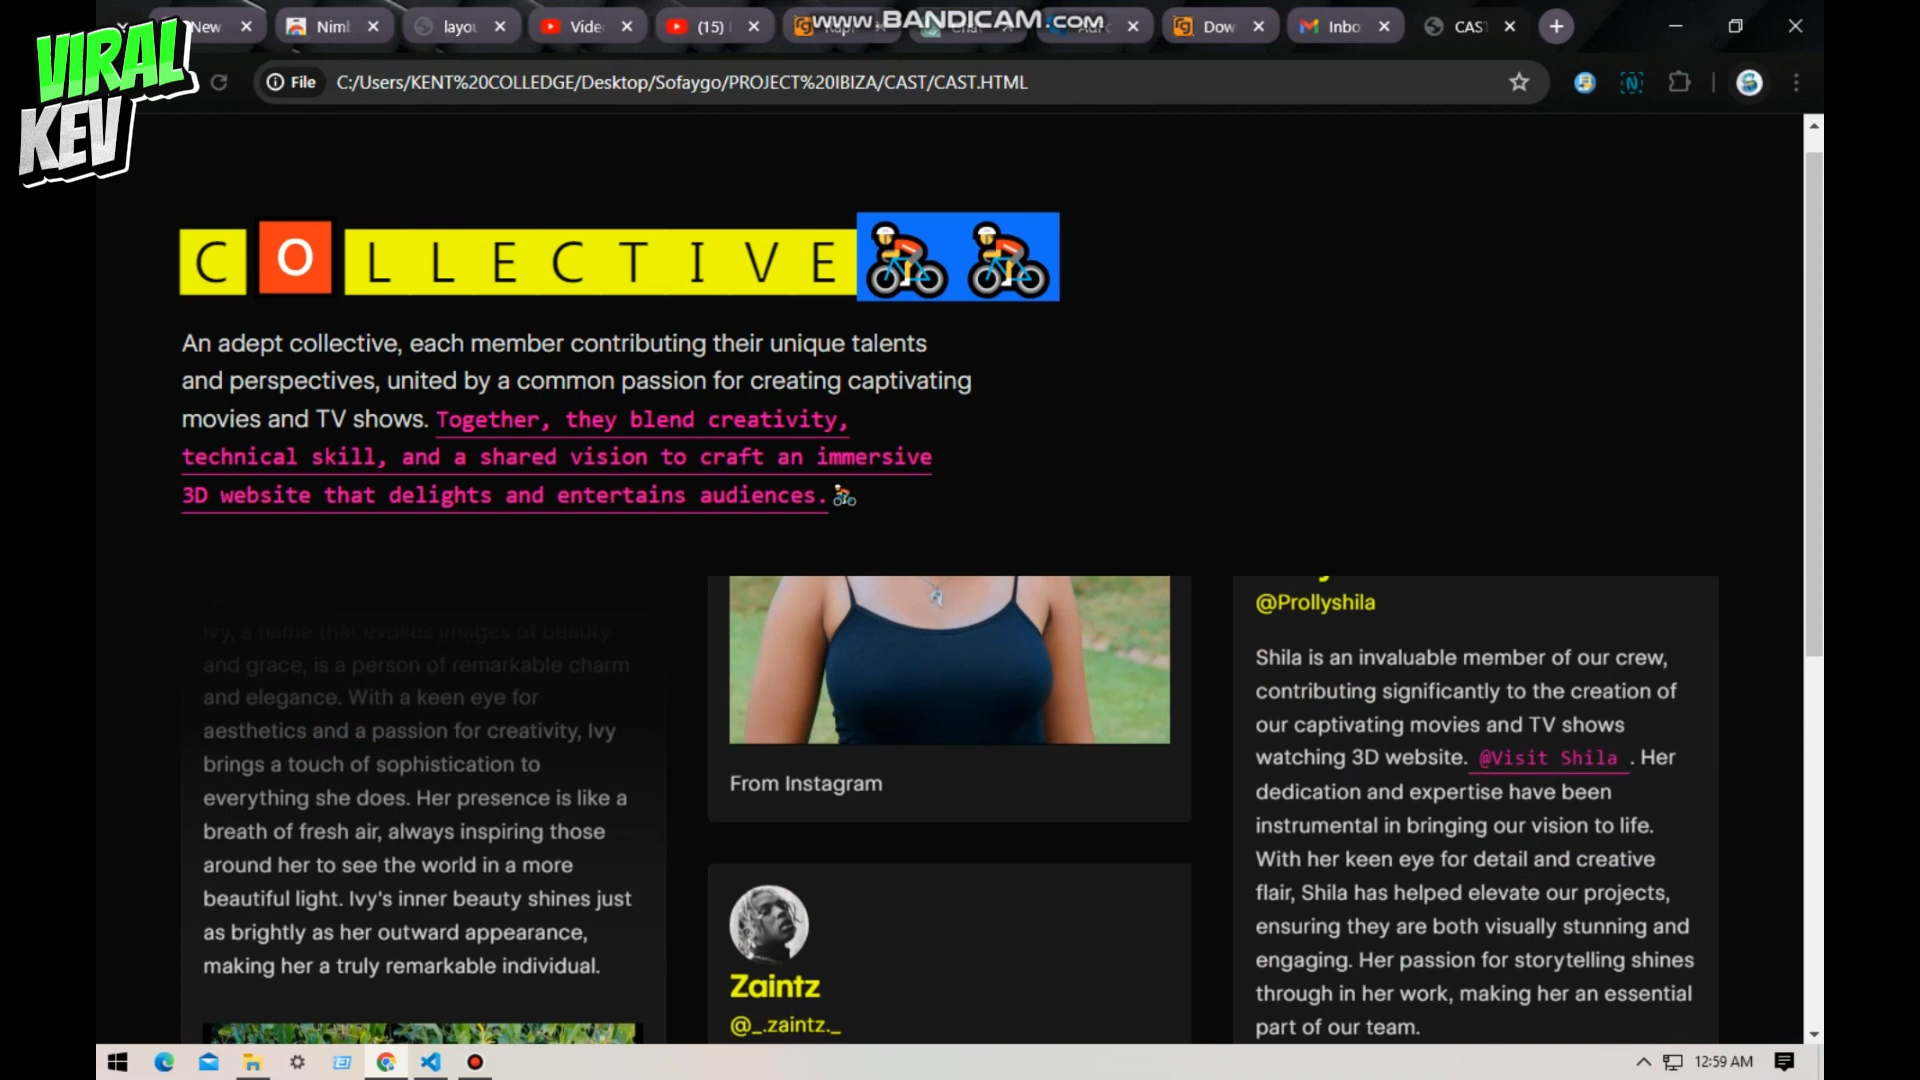 VIRAL
KEV
New
Nim
layou
Vide
(15)
www.BANDICAM.com
Dow
Inbo
CAS
File
C:/Users/KENT%20COLLEDGE/Desktop/Sofaygo/PROJECT%20IBIZA/CAST/CAST.HTML
COLLECTIVE
An adept collective, each member contributing their unique talents
and perspectives, united by a common passion for creating captivating
movies and TV shows. Together, they blend creativity,
technical skill, and a shared vision to craft an immersive
3D website that delights and entertains audiences.
Ivy, a name that evokes images of beauty
and grace, is a person of remarkable charm
and elegance. With a keen eye for
aesthetics and a passion for creativity, Ivy
brings a touch of sophistication to
everything she does. Her presence is like a
breath of fresh air, always inspiring those
around her to see the world in a more
beautiful light. Ivy's inner beauty shines just
as brightly as her outward appearance,
making her a truly remarkable individual.
From Instagram
Zaintz
@_.zaintz._
@Prollyshila
Shila is an invaluable member of our crew,
contributing significantly to the creation of
our captivating movies and TV shows
watching 3D website. @Visit Shila . Her
dedication and expertise have been
instrumental in bringing our vision to life.
With her keen eye for detail and creative
flair, Shila has helped elevate our projects,
ensuring they are both visually stunning and
engaging. Her passion for storytelling shines
through in her work, making her an essential
part of our team.
12:59 AM